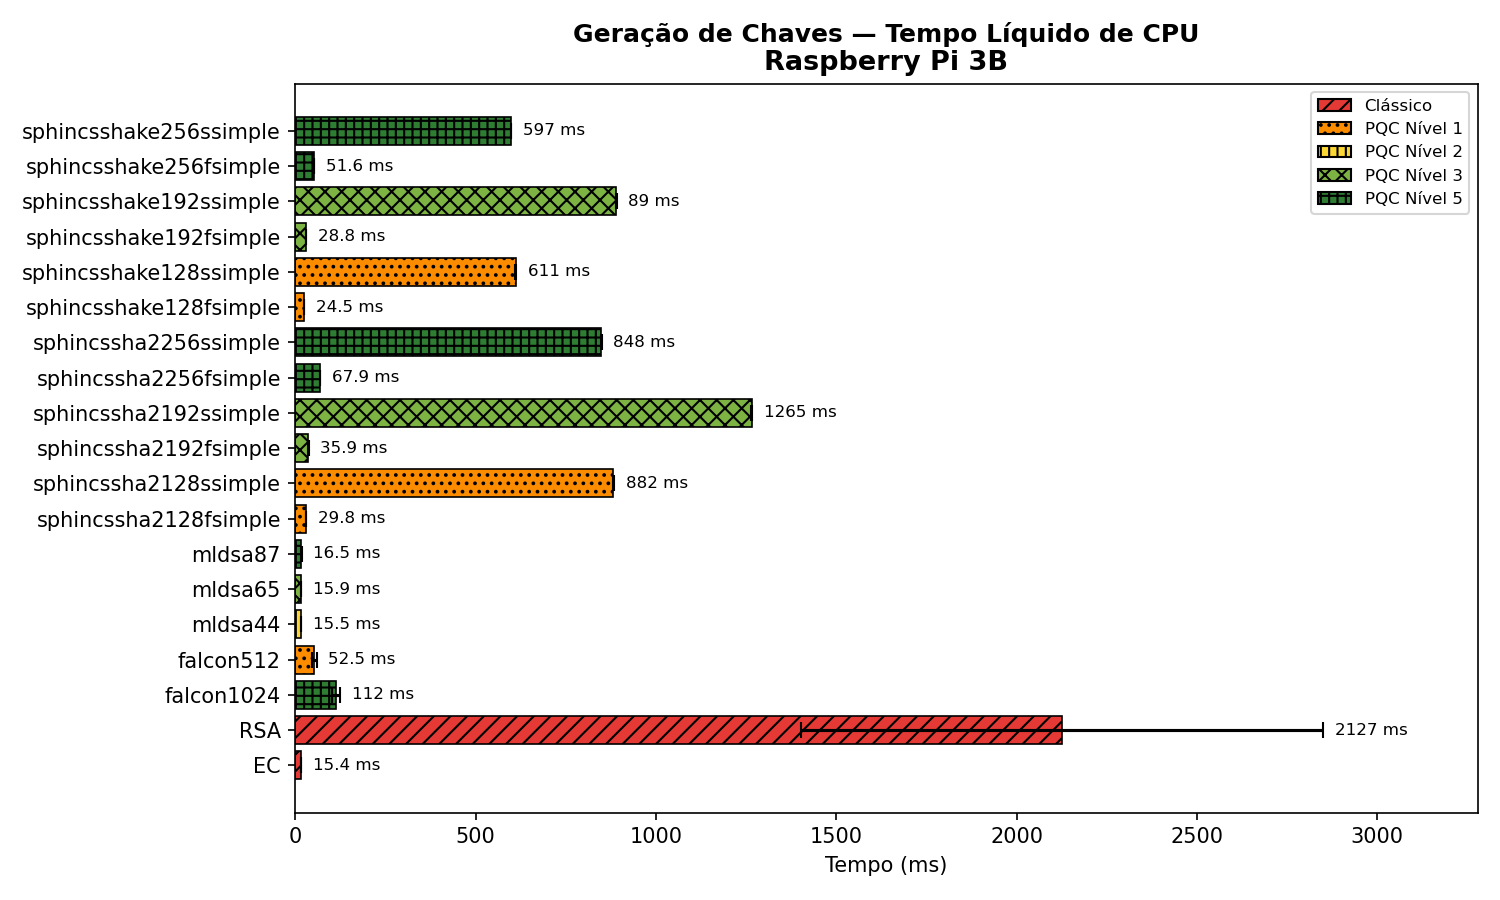 Geração de Chaves — Tempo Líquido de CPU
Raspberry Pi 3B
Clássico
PQC Nível 1
PQC Nível 2
PQC Nível 3
PQC Nível 5
sphincsshake256ssimple 597 ms
sphincsshake256fsimple 51.6 ms
sphincsshake192ssimple 89 ms
sphincsshake192fsimple 28.8 ms
sphincsshake128ssimple 611 ms
sphincsshake128fsimple 24.5 ms
sphincssha2256ssimple 848 ms
sphincssha2256fsimple 67.9 ms
sphincssha2192ssimple 1265 ms
sphincssha2192fsimple 35.9 ms
sphincssha2128ssimple 882 ms
sphincssha2128fsimple 29.8 ms
mldsa87 16.5 ms
mldsa65 15.9 ms
mldsa44 15.5 ms
falcon512 52.5 ms
falcon1024 112 ms
RSA 2127 ms
EC 15.4 ms
0 500 1000 1500 2000 2500 3000
Tempo (ms)